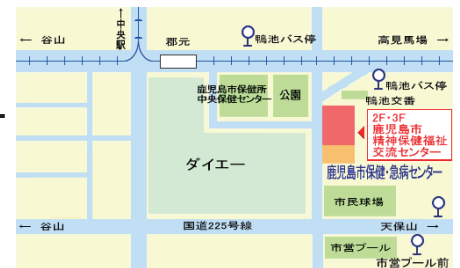 ↑中央駅
← 谷山
郡元
鴨池バス停
高見馬場 →
鹿児島市保健所
中央保健センター
公園
鴨池バス停
鴨池交番
2F・3F
鹿児島市
精神保健福祉
交流センター
ダイエー
鹿児島市保健・急病センター
市民球場
← 谷山
国道225号線
天保山 →
市営プール
市営プール前